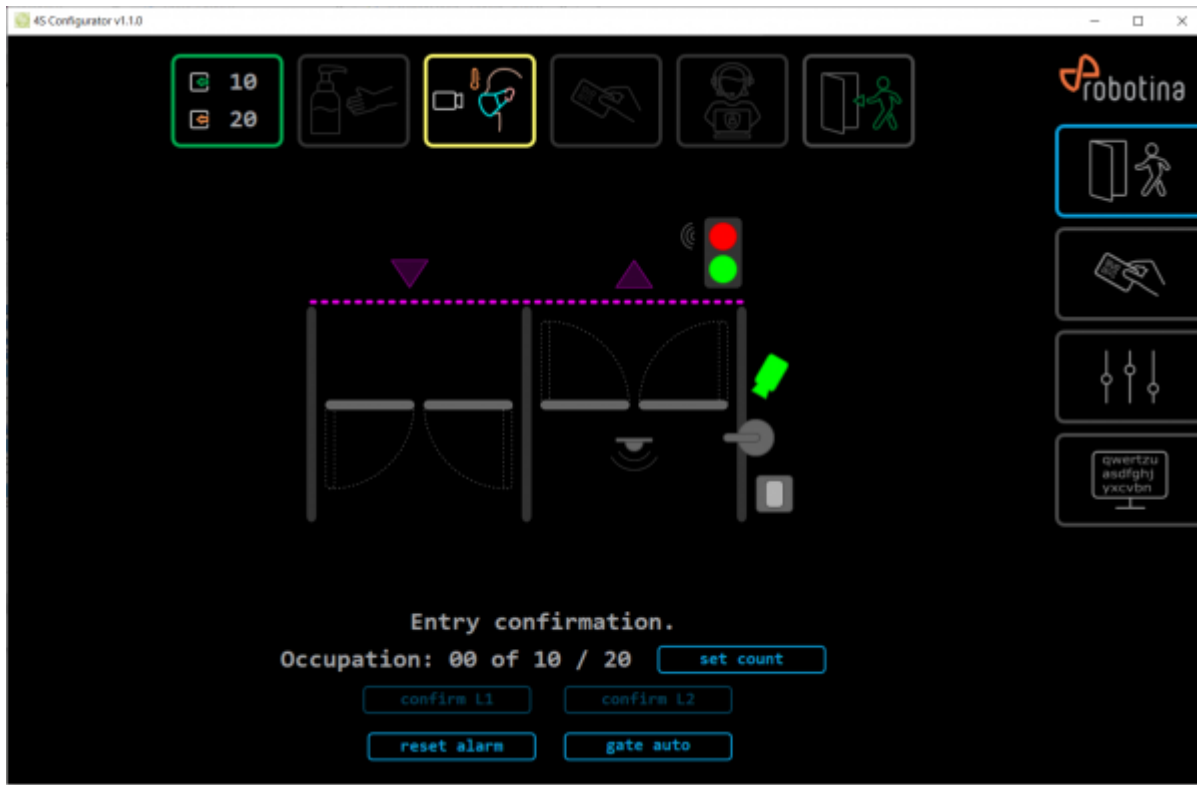 4S Configurator v1.1.0
10
20
robotina
qwertzu
asdfghj
yxcvbn
Entry confirmation.
Occupation: 00 of 10 / 20 set count
confirm L1 confirm L2
reset alarm gate auto